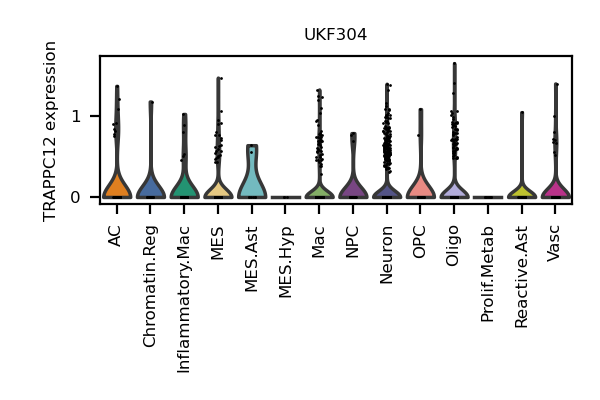 UKF304
TRAPPC12 expression
1
0
AC
Chromatin.Reg
Inflammatory.Mac
MES
MES.Ast
MES.Hyp
Mac
NPC
Neuron
OPC
Oligo
Prolif.Metab
Reactive.Ast
Vasc